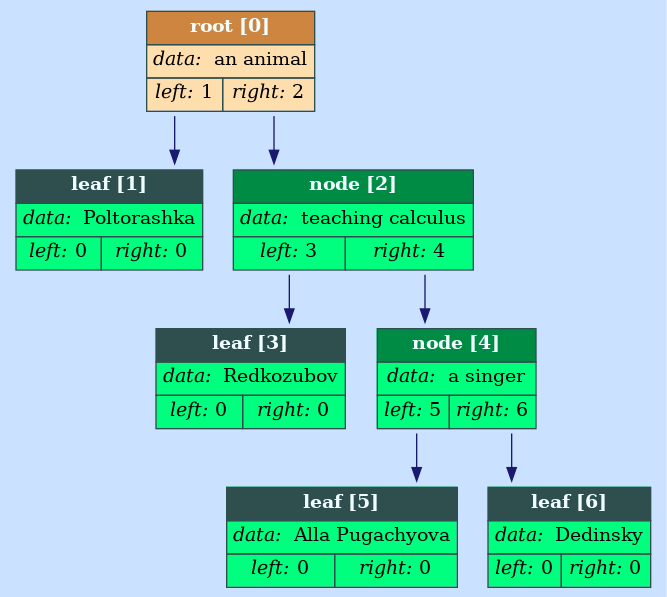 root [0]
data: an animal
left: 1 right: 2
leaf [1]
data: Poltorashka
left: 0 right: 0
node [2]
data: teaching calculus
left: 3 right: 4
leaf [3]
data: Redkozubov
left: 0 right: 0
node [4]
data: a singer
left: 5 right: 6
leaf [5]
data: Alla Pugachyova
left: 0 right: 0
leaf [6]
data: Dedinsky
left: 0 right: 0